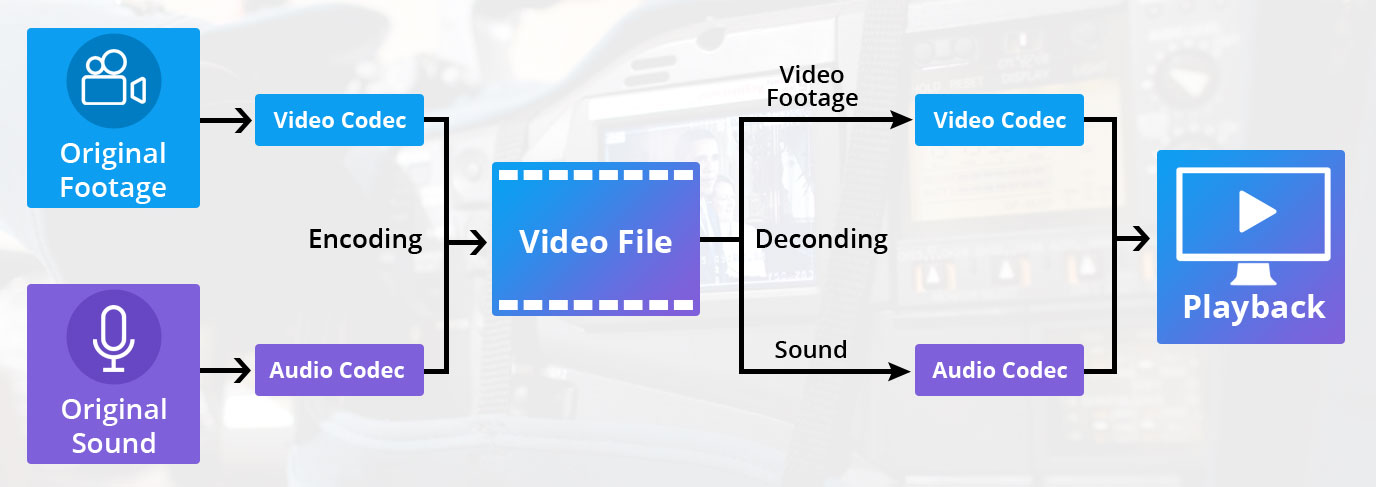 Original
Footage
Video Codec
Encoding
Original
Sound
Audio Codec
Video File
Video
Footage
Deconding
Sound
Video Codec
Audio Codec
Playback